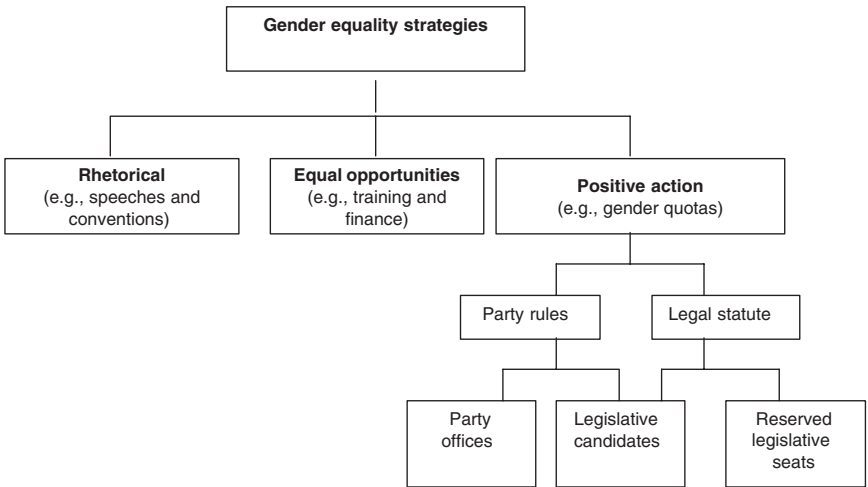 Gender equality strategies
Rhetorical
(e.g., speeches and
conventions)
Equal opportunities
(e.g., training and
finance)
Positive action
(e.g., gender quotas)
Party rules
Legal statute
Party
offices
Legislative
candidates
Reserved
legislative
seats